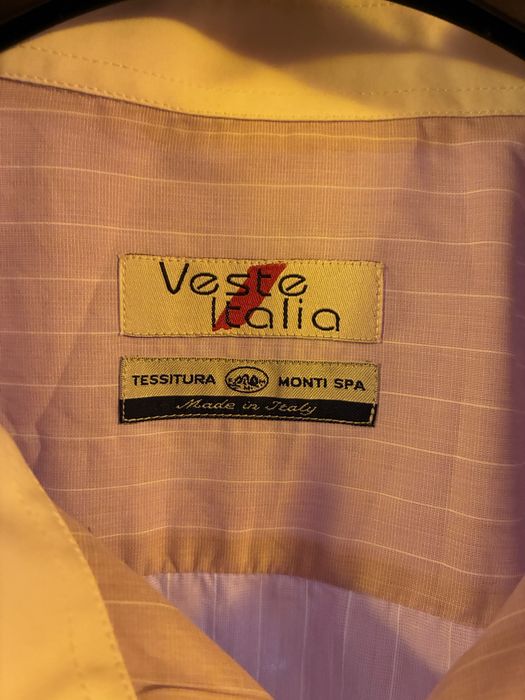 Veste
Italia
TESSITURA MONTI SPA
Made in Italy